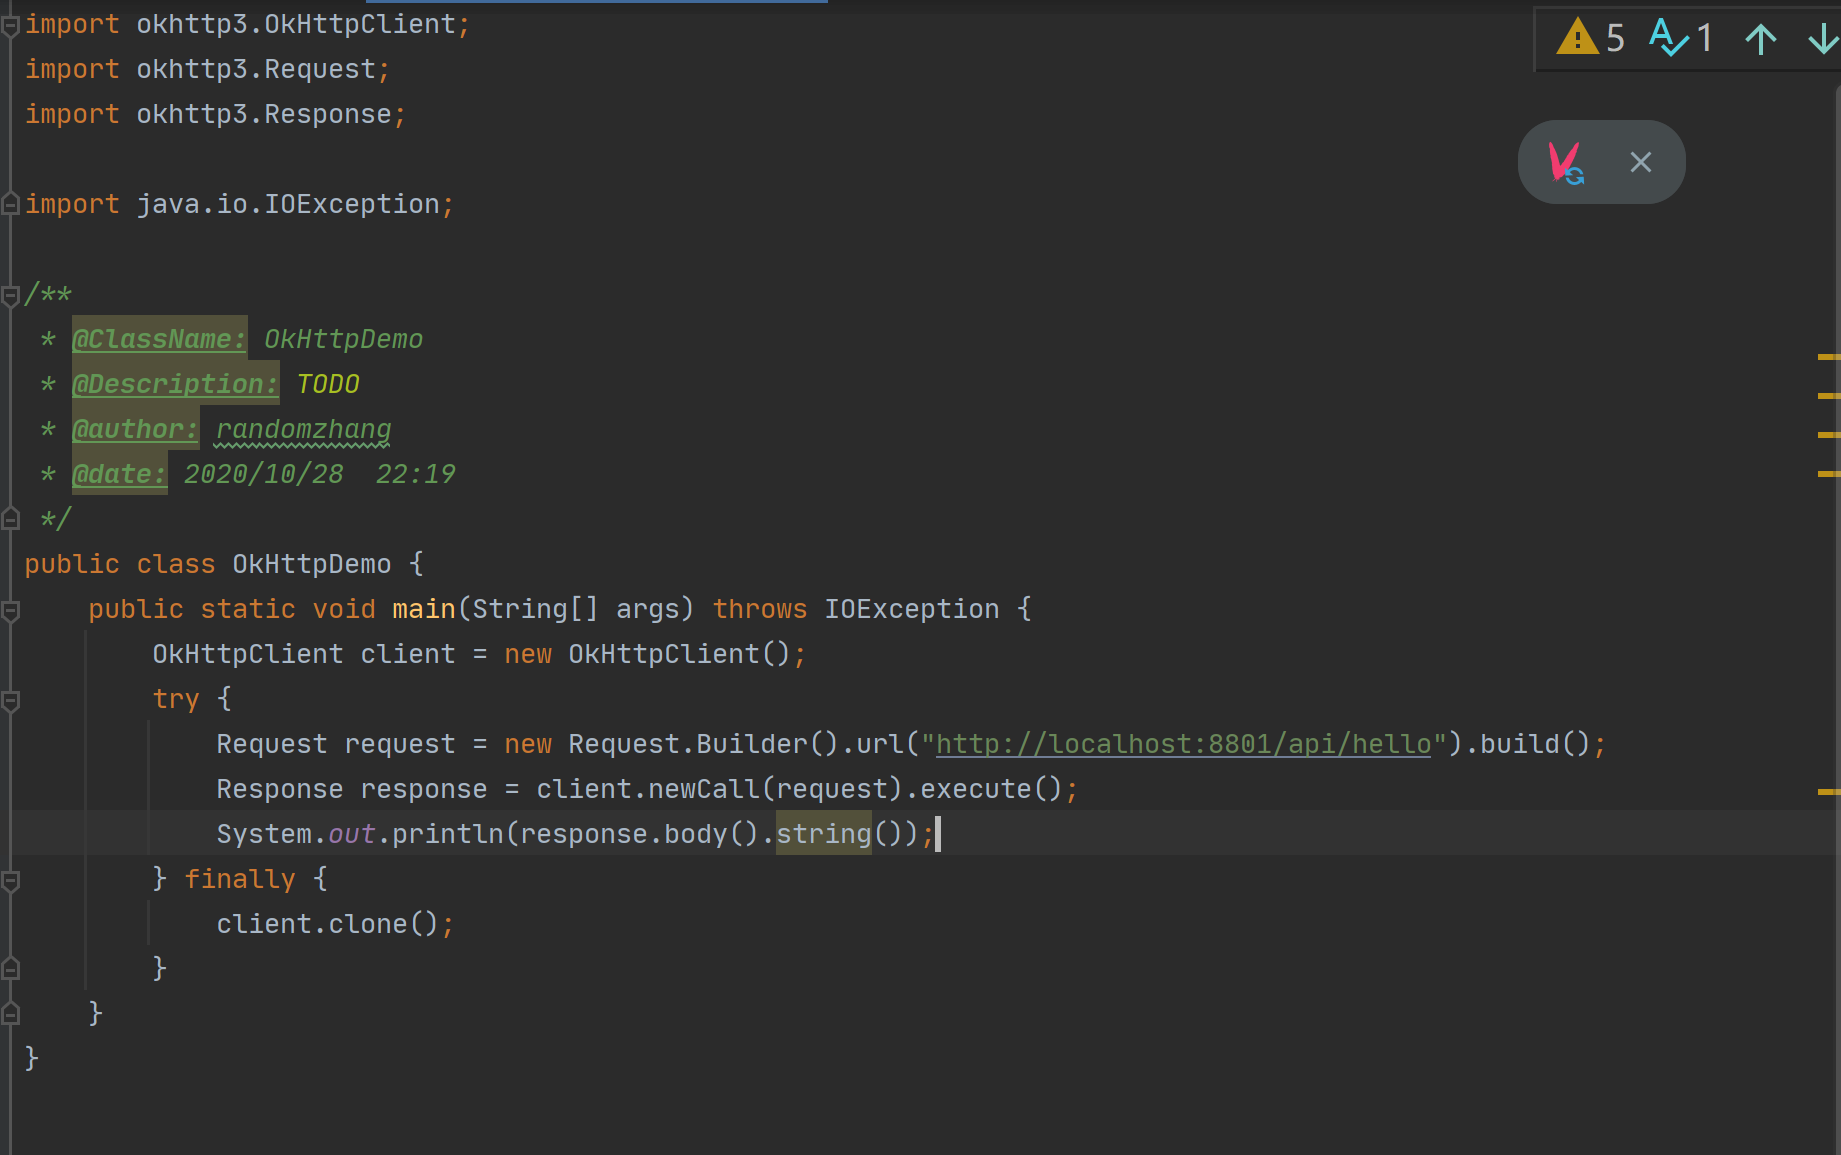 import okhttp3.OkHttpClient;
import okhttp3.Request;
import okhttp3.Response;
import java.io.IOException;
/**
 * @ClassName: OkHttpDemo
 * @Description: TODO
 * @author: randomzhang
 * @date: 2020/10/28  22:19
 */
public class OkHttpDemo {
    public static void main(String[] args) throws IOException {
        OkHttpClient client = new OkHttpClient();
        try {
            Request request = new Request.Builder().url("http://localhost:8801/api/hello").build();
            Response response = client.newCall(request).execute();
            System.out.println(response.body().string());
        } finally {
            client.clone();
        }
    }
}
5 1